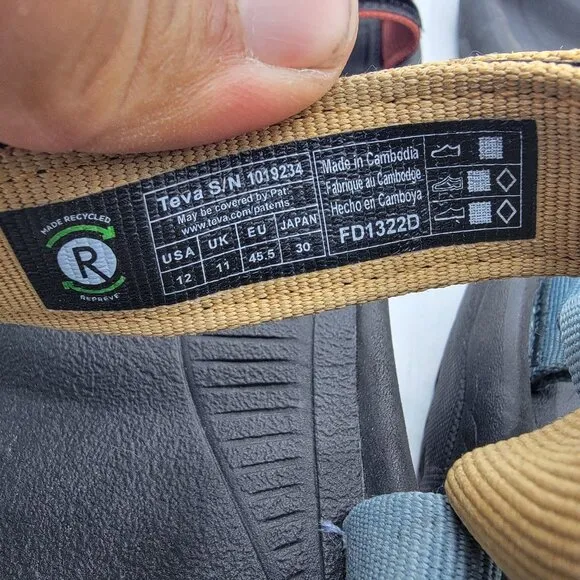 MADE RECYCLED
R
REPREVE
Teva S/N 1019234
May be covered by Pat:
www.teva.com/patents
USA UK EU JAPAN
12 11 45.5 30
Made in Cambodia
Fabriqué au Cambodge
Hecho en Camboya
FD1322D